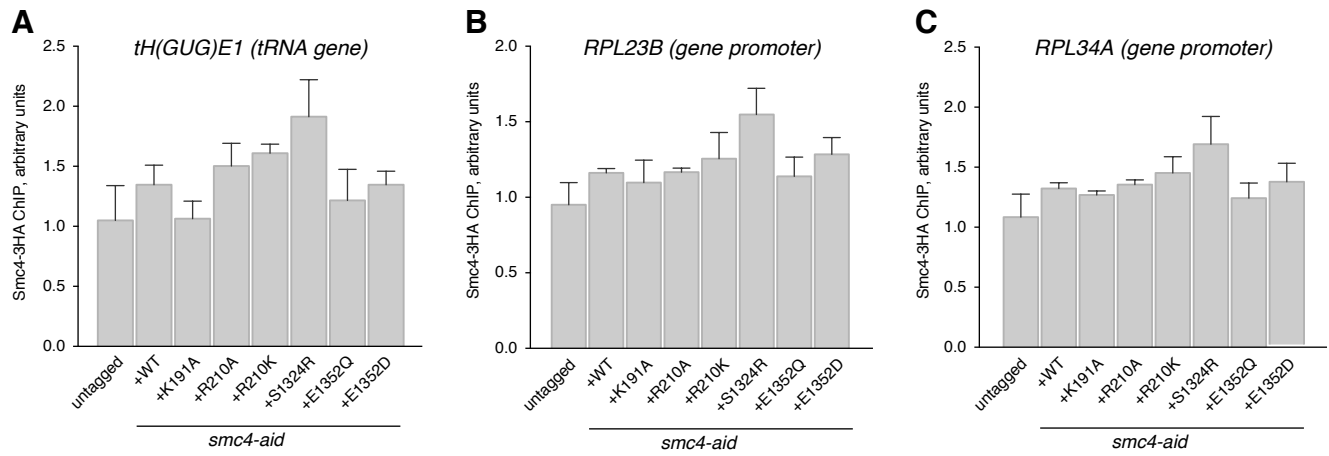 A
tH(GUG)E1 (tRNA gene)
Smc4-3HA ChIP, arbitrary units
2.5
2.0
1.5
1.0
0.5
0.0
untagged
+WT
+K191A
+R210A
+R210K
+S1324R
+E1352Q
+E1352D
smc4-aid
B
RPL23B (gene promoter)
Smc4-3HA ChIP, arbitrary units
2.0
1.5
1.0
0.5
0.0
untagged
+WT
+K191A
+R210A
+R210K
+S1324R
+E1352Q
+E1352D
smc4-aid
C
RPL34A (gene promoter)
Smc4-3HA ChIP, arbitrary units
2.5
2.0
1.5
1.0
0.5
0.0
untagged
+WT
+K191A
+R210A
+R210K
+S1324R
+E1352Q
+E1352D
smc4-aid